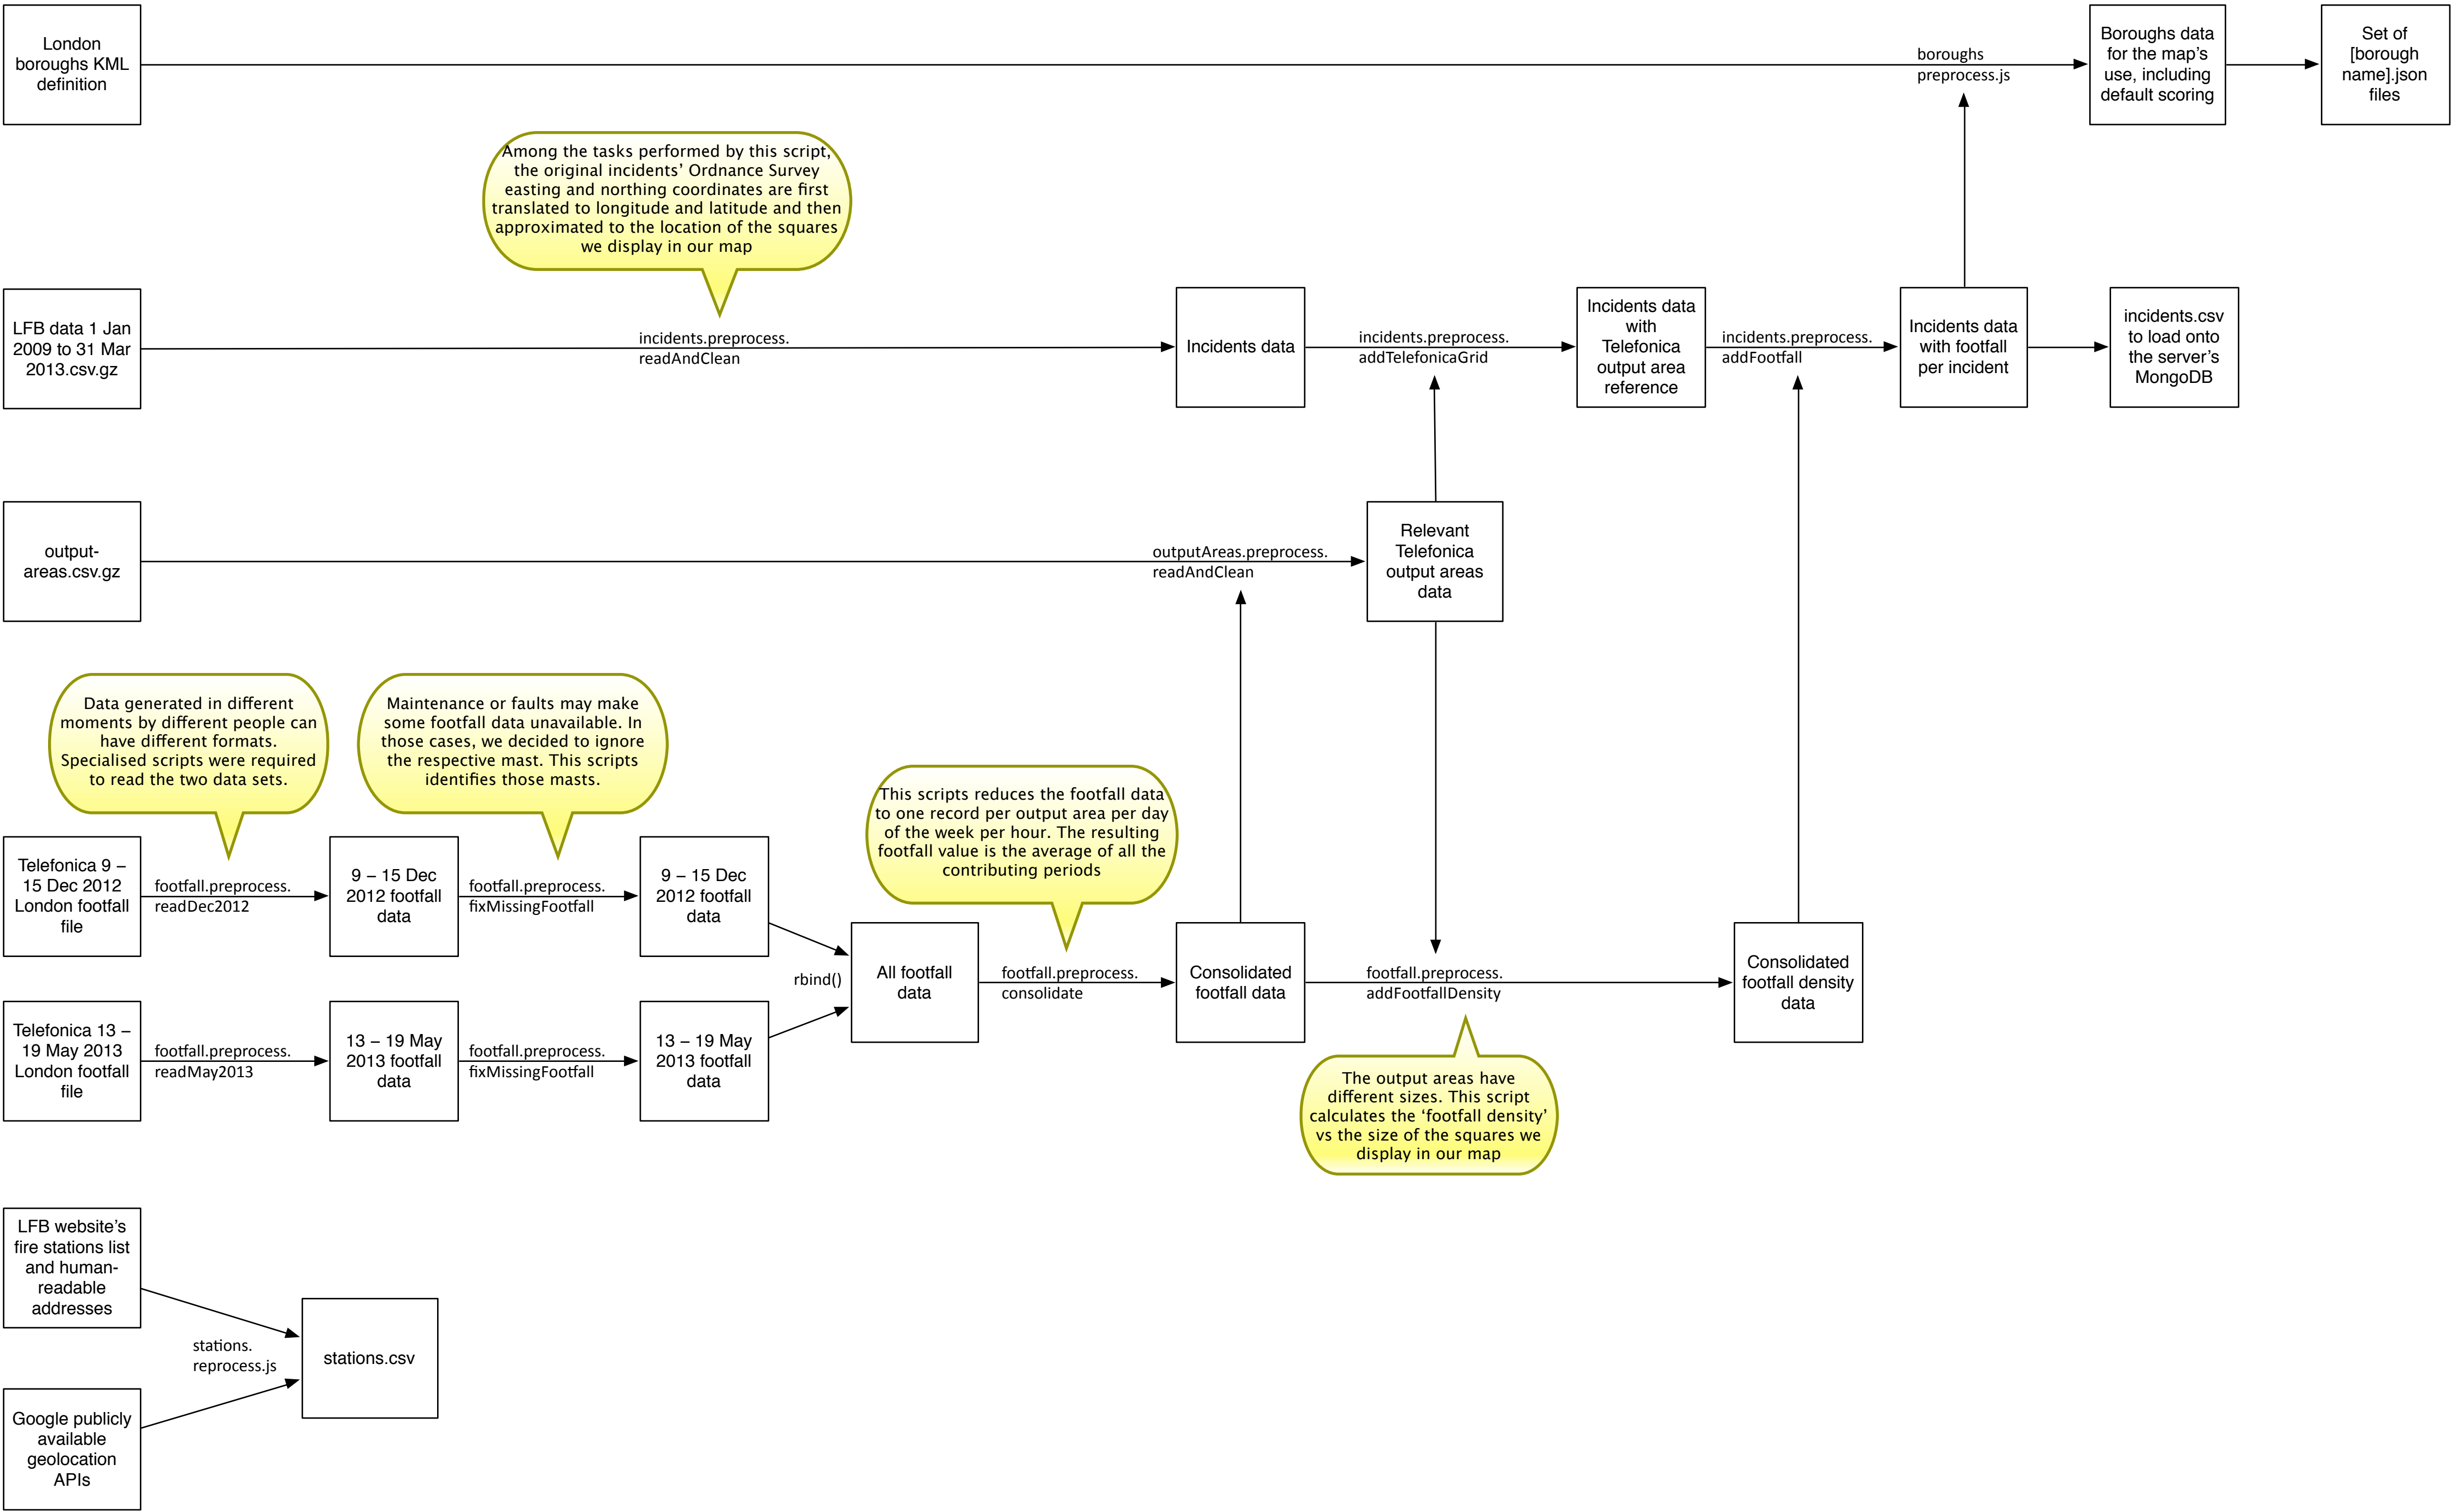 London
boroughs KML
definition
boroughs
preprocess.js
Boroughs data
for the map’s
use, including
default scoring
Set of
[borough
name].json
files
Among the tasks performed by this script,
the original incidents’ Ordnance Survey
easting and northing coordinates are first
translated to longitude and latitude and then
approximated to the location of the squares
we display in our map
LFB data 1 Jan
2009 to 31 Mar
2013.csv.gz
incidents.preprocess.
readAndClean
Incidents data
incidents.preprocess.
addTelefonicaGrid
Incidents data
with
Telefonica
output area
reference
incidents.preprocess.
addFootfall
Incidents data
with footfall
per incident
incidents.csv
to load onto
the server’s
MongoDB
output-
areas.csv.gz
outputAreas.preprocess.
readAndClean
Relevant
Telefonica
output areas
data
Data generated in different
moments by different people can
have different formats.
Specialised scripts were required
to read the two data sets.
Maintenance or faults may make
some footfall data unavailable. In
those cases, we decided to ignore
the respective mast. This scripts
identifies those masts.
This scripts reduces the footfall data
to one record per output area per day
of the week per hour. The resulting
footfall value is the average of all the
contributing periods
Telefonica 9 –
15 Dec 2012
London footfall
file
footfall.preprocess.
readDec2012
9 – 15 Dec
2012 footfall
data
footfall.preprocess.
fixMissingFootfall
9 – 15 Dec
2012 footfall
data
rbind()
All footfall
data
footfall.preprocess.
consolidate
Consolidated
footfall data
footfall.preprocess.
addFootfallDensity
Consolidated
footfall density
data
Telefonica 13 –
19 May 2013
London footfall
file
footfall.preprocess.
readMay2013
13 – 19 May
2013 footfall
data
footfall.preprocess.
fixMissingFootfall
13 – 19 May
2013 footfall
data
The output areas have
different sizes. This script
calculates the ‘footfall density’
vs the size of the squares we
display in our map
LFB website’s
fire stations list
and human-
readable
addresses
stations.
reprocess.js
stations.csv
Google publicly
available
geolocation
APIs